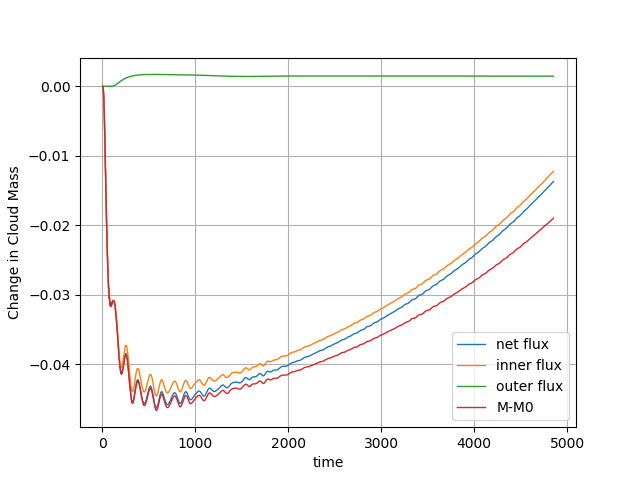 0.00
−0.01
−0.02
−0.03
−0.04
Change in Cloud Mass
0
1000
2000
3000
4000
5000
time
net flux
inner flux
outer flux
M-M0